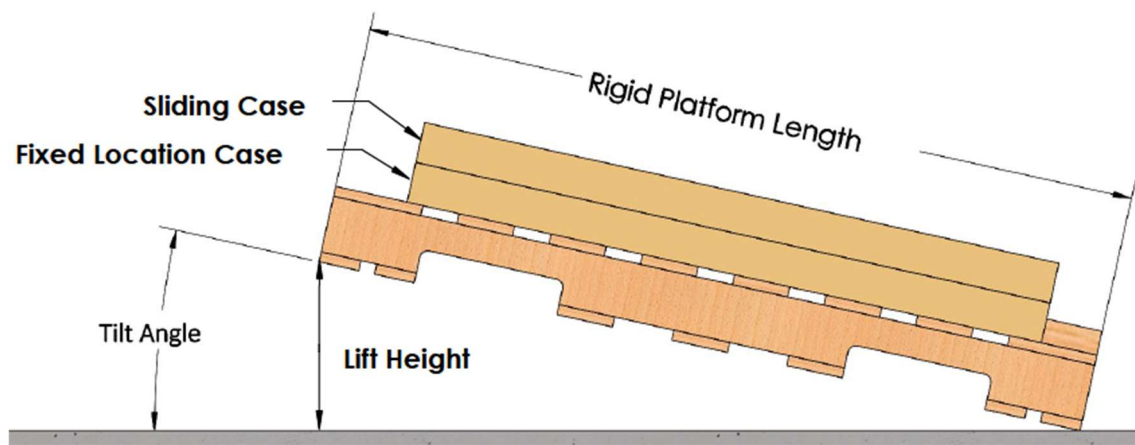 Rigid Platform Length
Sliding Case
Fixed Location Case
Tilt Angle
Lift Height